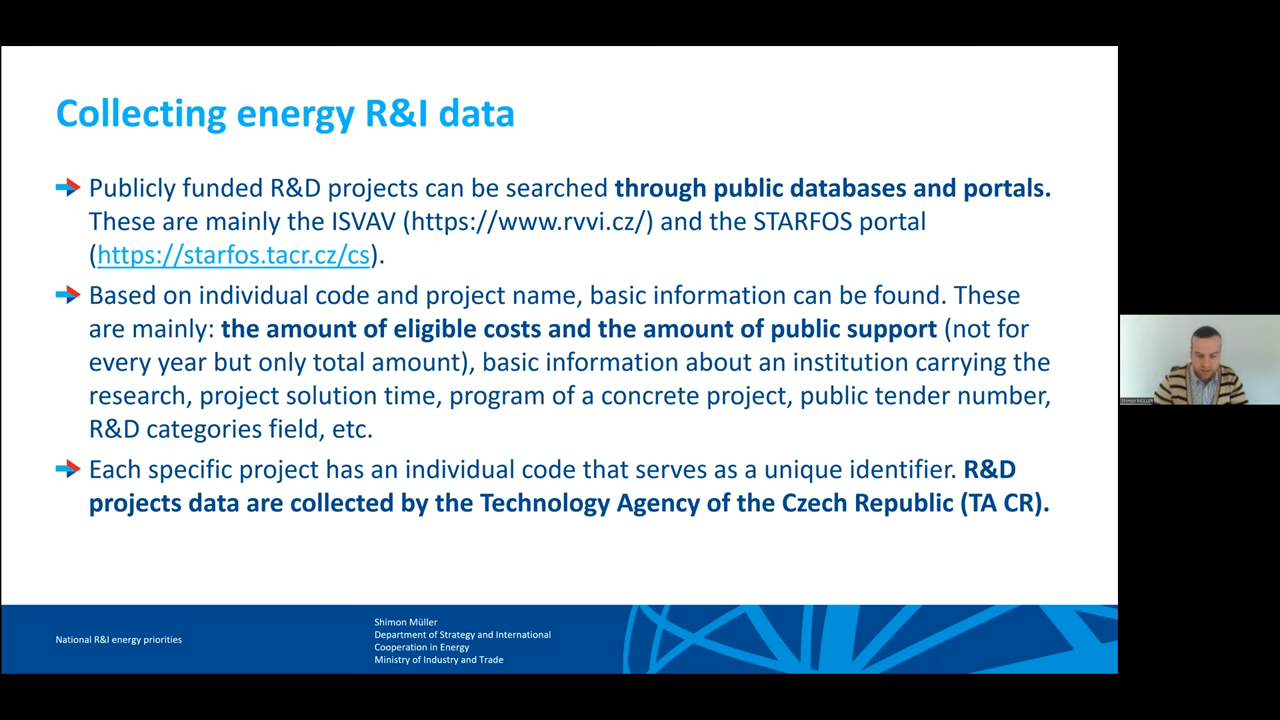 Collecting energy R&I data
Publicly funded R&D projects can be searched through public databases and portals.
These are mainly the ISVAV (https://www.rvvi.cz/) and the STARFOS portal
(https://starfos.tacr.cz/cs).
Based on individual code and project name, basic information can be found. These
are mainly: the amount of eligible costs and the amount of public support (not for
every year but only total amount), basic information about an institution carrying the
research, project solution time, program of a concrete project, public tender number,
R&D categories field, etc.
Each specific project has an individual code that serves as a unique identifier. R&D
projects data are collected by the Technology Agency of the Czech Republic (TA CR).
National R&I energy priorities
Shimon Müller
Department of Strategy and International
Cooperation in Energy
Ministry of Industry and Trade
Shimon MÜLLER